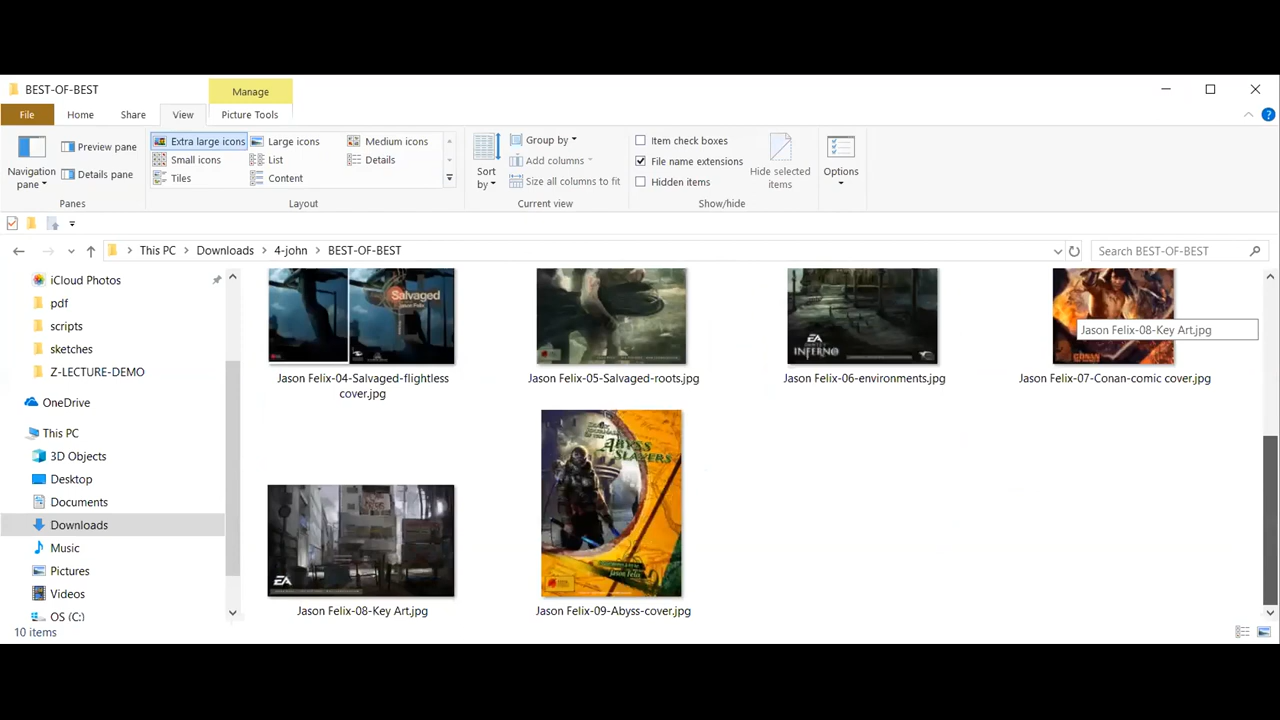 BEST-OF-BEST
Manage
File
Home
Share
View
Picture Tools
Navigation pane
Preview pane
Details pane
Panes
Extra large icons
Large icons
Medium icons
Small icons
List
Details
Tiles
Content
Layout
Sort by
Group by
Add columns
Size all columns to fit
Current view
Item check boxes
File name extensions
Hidden items
Hide selected items
Show/hide
Options
This PC
Downloads
4-john
BEST-OF-BEST
Search BEST-OF-BEST
iCloud Photos
pdf
scripts
sketches
Z-LECTURE-DEMO
OneDrive
This PC
3D Objects
Desktop
Documents
Downloads
Music
Pictures
Videos
OS (C:)
Salvaged
Jason Felix
EA
INFERNO
CONAN
Jason Felix-08-Key Art.jpg
Jason Felix-04-Salvaged-flightless
cover.jpg
Jason Felix-05-Salvaged-roots.jpg
Jason Felix-06-environments.jpg
Jason Felix-07-Conan-comic cover.jpg
EA
ABYSS
SLAYERS
Jason Felix
Jason Felix-08-Key Art.jpg
Jason Felix-09-Abyss-cover.jpg
10 items